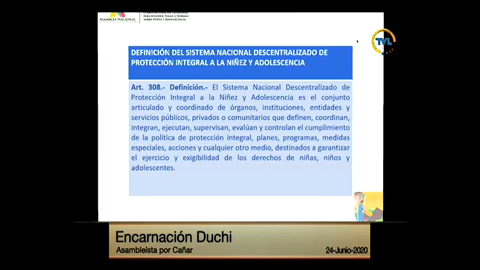 ASAMBLEA NACIONAL
TVL
DEFINICIÓN DEL SISTEMA NACIONAL DESCENTRALIZADO DE
PROTECCIÓN INTEGRAL A LA NIÑEZ Y ADOLESCENCIA
Art. 308.- Definición.- El Sistema Nacional Descentralizado de
Protección Integral a la Niñez y Adolescencia es el conjunto
articulado y coordinado de órganos, instituciones, entidades y
servicios públicos, privados o comunitarios que definen, coordinan,
integran, ejecutan, supervisan, evalúan y controlan el cumplimiento
de la política de protección integral, planes, programas, medidas
especiales, acciones y cualquier otro medio, destinados a garantizar
el ejercicio y exigibilidad de los derechos de niñas, niños y
adolescentes.
Encarnación Duchi
Asambleista por Cañar
24-Junio-2020